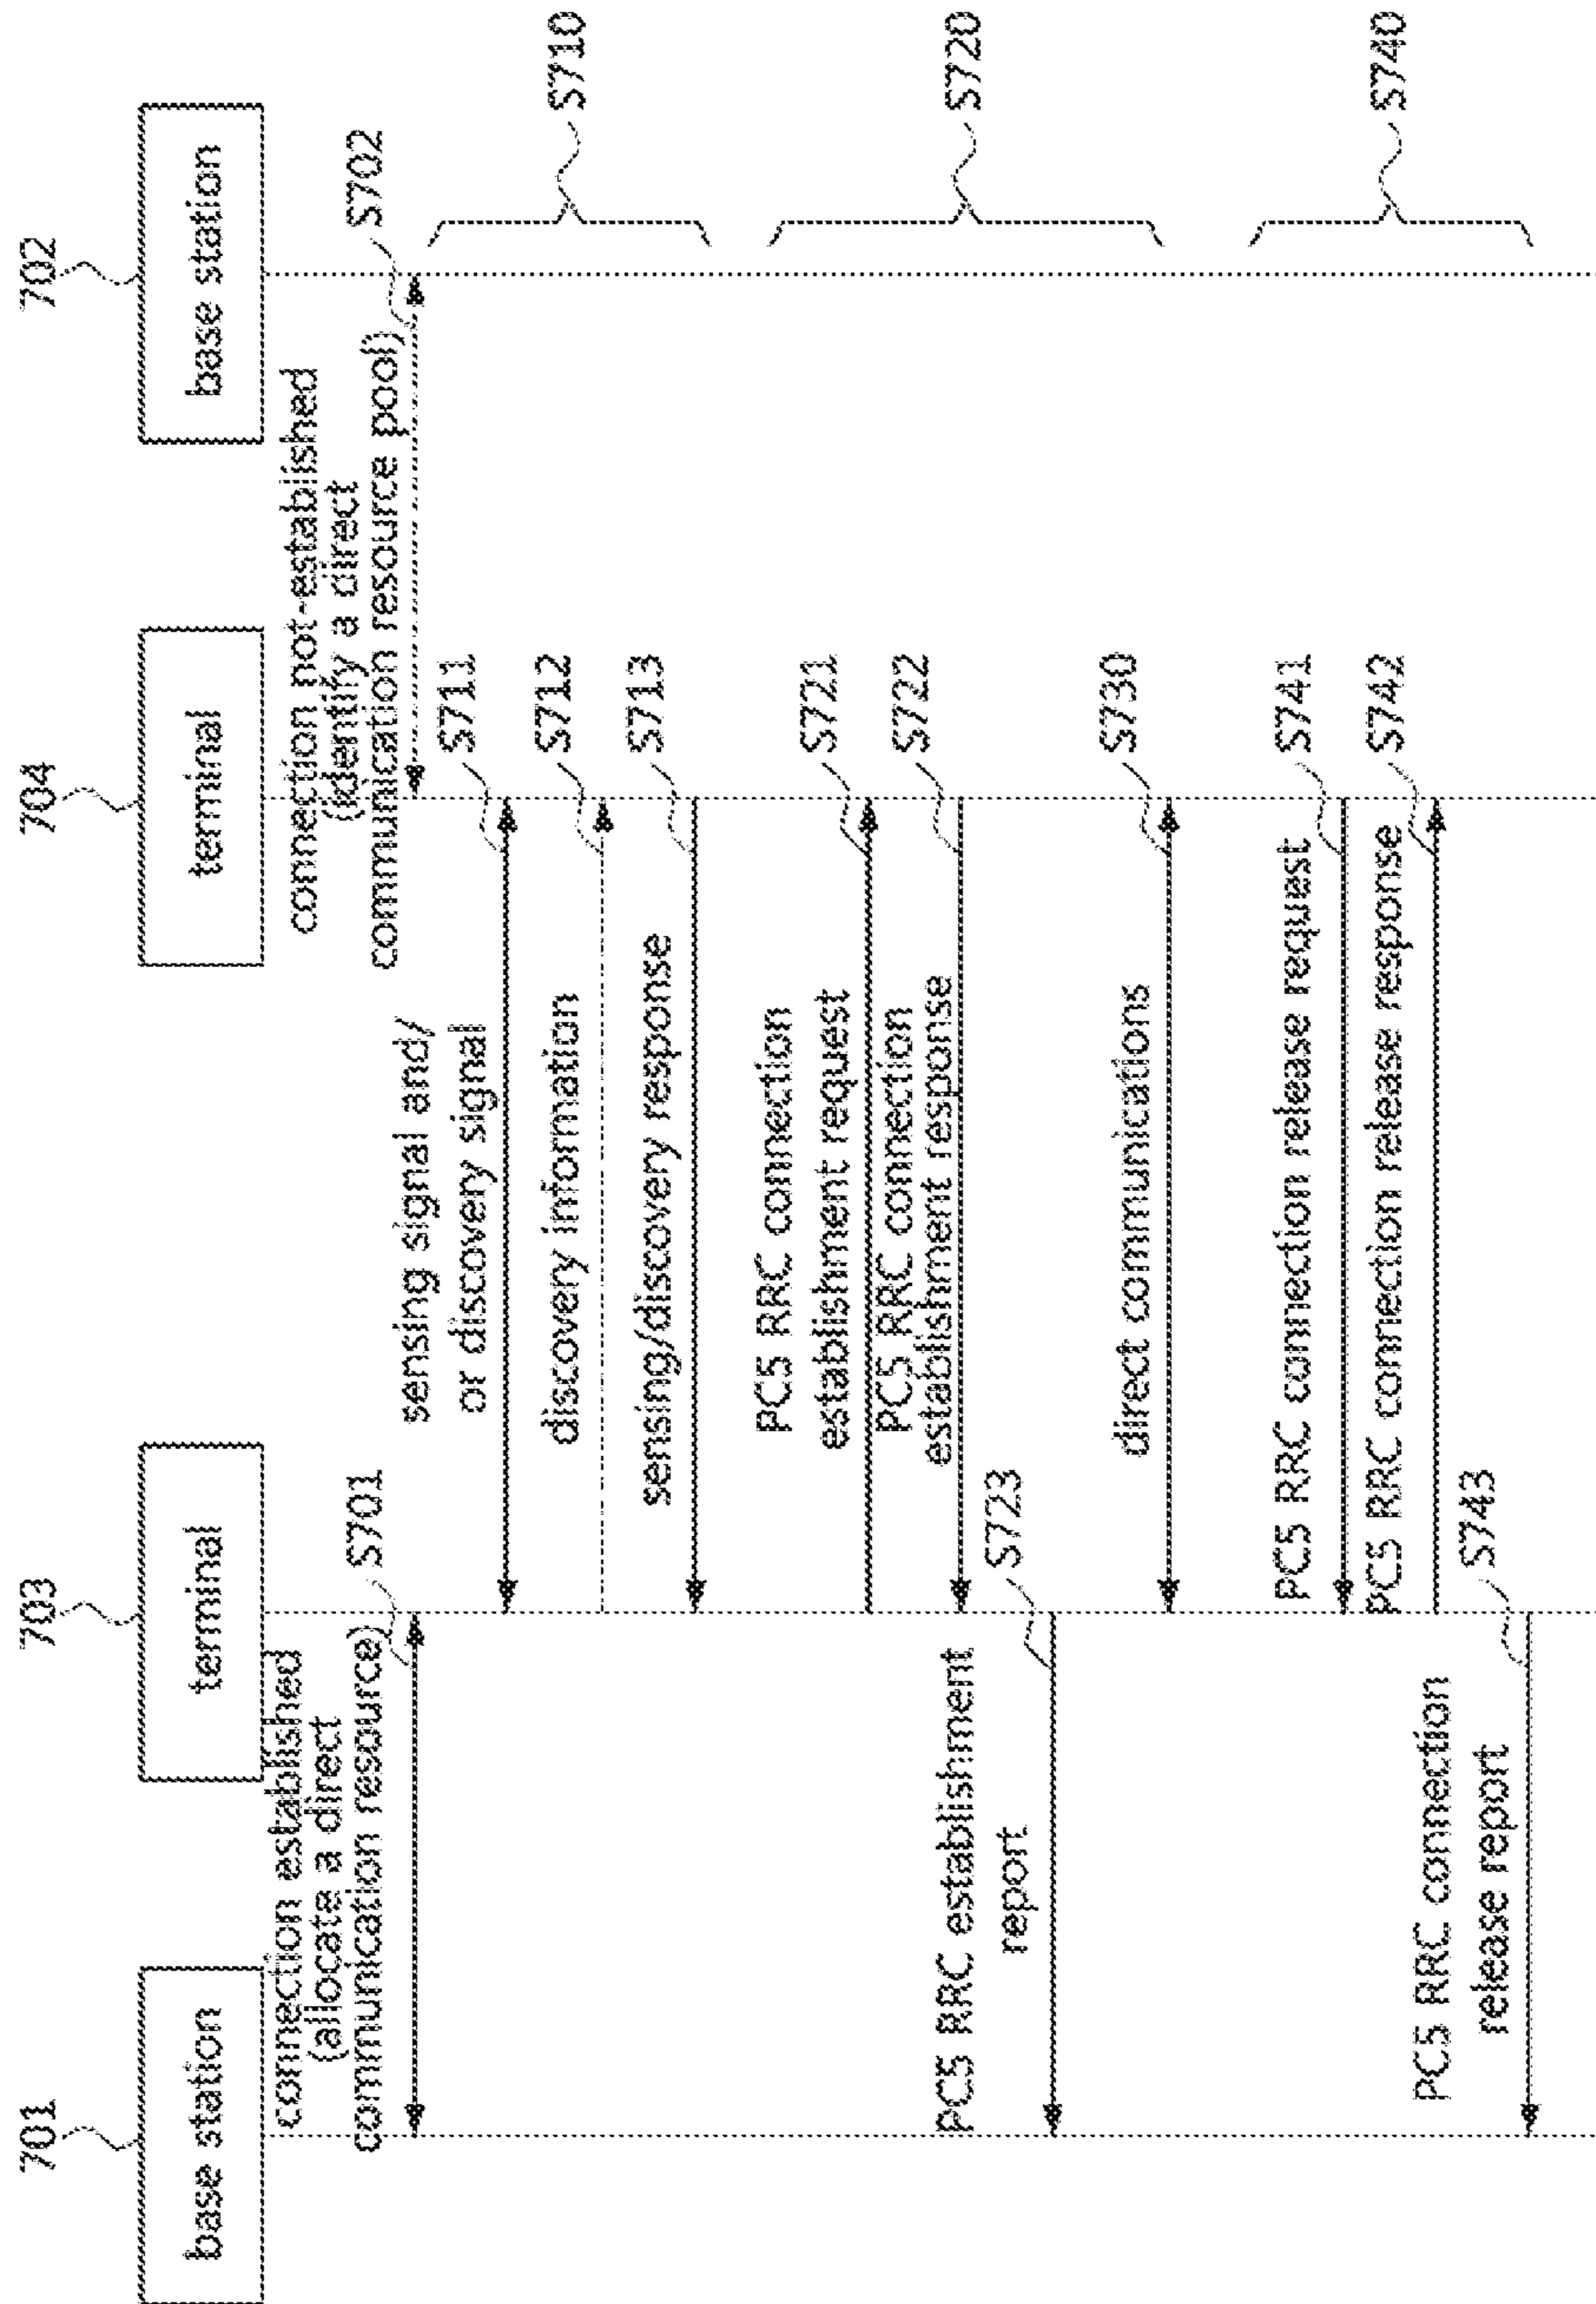 701
703
704
702
base station
terminal
terminal
base station
connection established
(allocate a direct
communication resource)
S701
connection not-established
(identify a direct
communication resource pool)
S702
sensing signal and/
or discovery signal
S711
discovery information
S712
sensing/discovery response
S713
S710
PC5 RRC connection
establishment request
S721
PC5 RRC connection
establishment response
S722
PC5 RRC establishment
report
S723
S720
direct communications
S730
PC5 RRC connection release request
S741
PC5 RRC connection release response
S742
PC5 RRC connection
release report
S743
S740